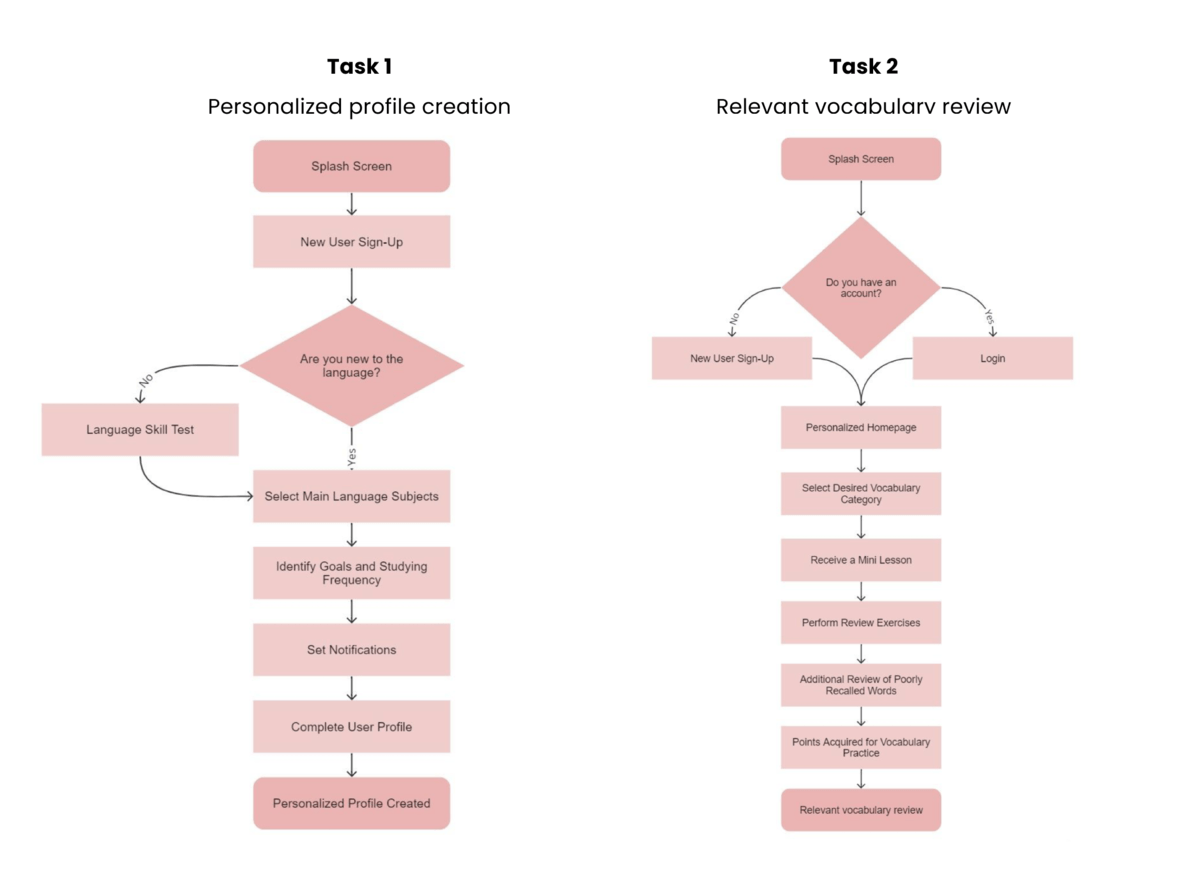 Task 1
Personalized profile creation
Splash Screen
New User Sign-Up
Are you new to the
language?
No
Language Skill Test
Yes
Select Main Language Subjects
Identify Goals and Studying
Frequency
Set Notifications
Complete User Profile
Personalized Profile Created
Task 2
Relevant vocabulary review
Splash Screen
Do you have an
account?
No
Yes
New User Sign-Up
Login
Personalized Homepage
Select Desired Vocabulary
Category
Receive a Mini Lesson
Perform Review Exercises
Additional Review of Poorly
Recalled Words
Points Acquired for Vocabulary
Practice
Relevant vocabulary review